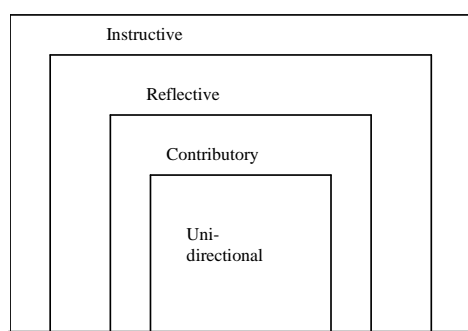 Instructive
Reflective
Contributory
Uni-
directional